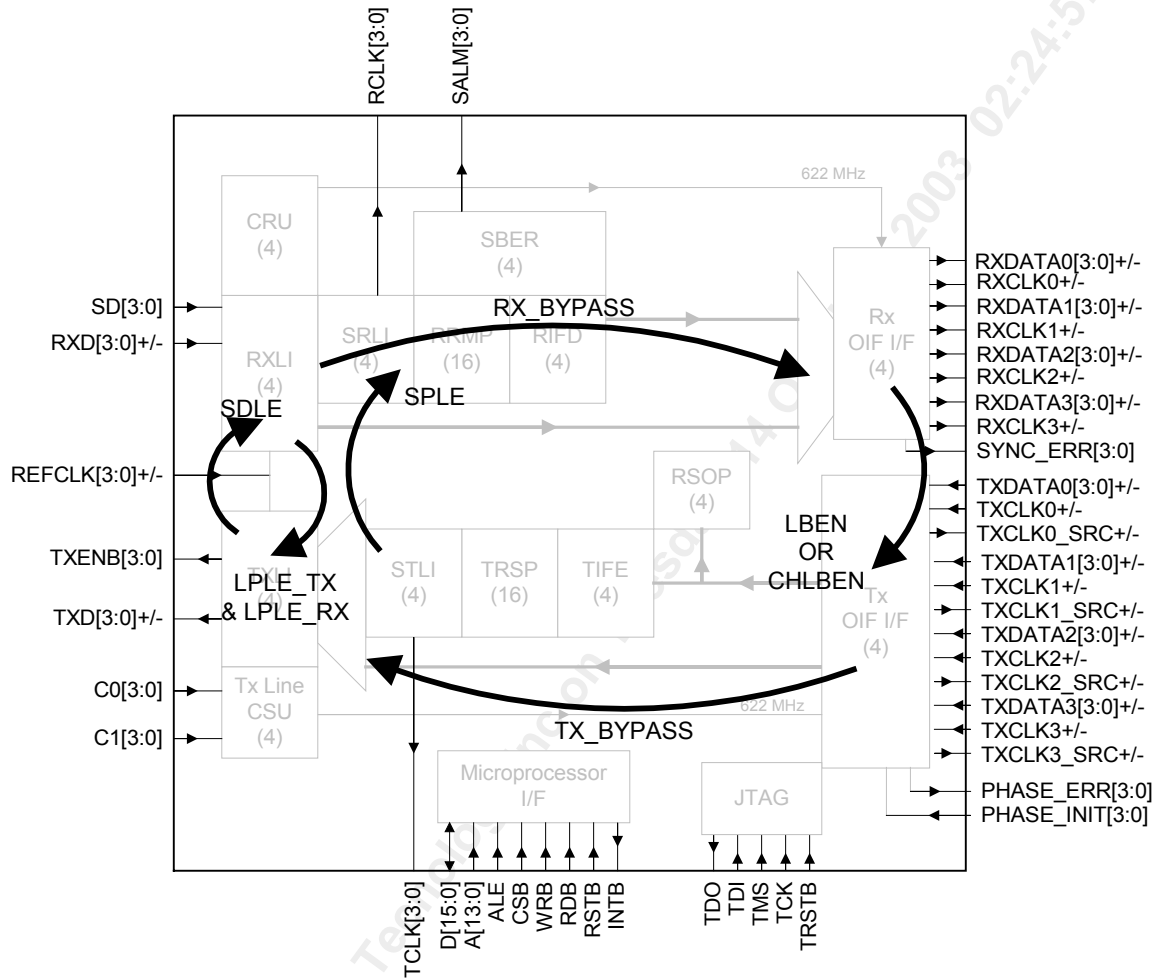 RCLK[3:0]
SALM[3:0]
622 MHz
CRU
(4)
SBER
(4)
SD[3:0]
RXD[3:0]+/-
RXLI
(4)
SRLI
(4)
RRMP
(16)
RIFD
(4)
RX_BYPASS
Rx
OIF I/F
(4)
RXDATA0[3:0]+/-
RXCLK0+/-
RXDATA1[3:0]+/-
RXCLK1+/-
RXDATA2[3:0]+/-
RXCLK2+/-
RXDATA3[3:0]+/-
RXCLK3+/-
SYNC_ERR[3:0]
SDLE
SPLE
REFCLK[3:0]+/-
RSOP
(4)
LBEN
OR
CHLBEN
TXDATA0[3:0]+/-
TXCLK0+/-
TXCLK0_SRC+/-
TXDATA1[3:0]+/-
TXCLK1+/-
TXCLK1_SRC+/-
TXDATA2[3:0]+/-
TXCLK2+/-
TXCLK2_SRC+/-
TXDATA3[3:0]+/-
TXCLK3+/-
TXCLK3_SRC+/-
TXENB[3:0]
TXD[3:0]+/-
TXLI
(4)
LPLE_TX
& LPLE_RX
STLI
(4)
TRSP
(16)
TIFE
(4)
Tx
OIF I/F
(4)
C0[3:0]
C1[3:0]
Tx Line
CSU
(4)
622 MHz
TX_BYPASS
Microprocessor
I/F
JTAG
PHASE_ERR[3:0]
PHASE_INIT[3:0]
TCLK[3:0]
D[15:0]
A[13:0]
ALE
CSB
WRB
RDB
RSTB
INTB
TDO
TDI
TMS
TCK
TRSTB
2003 02:24:5